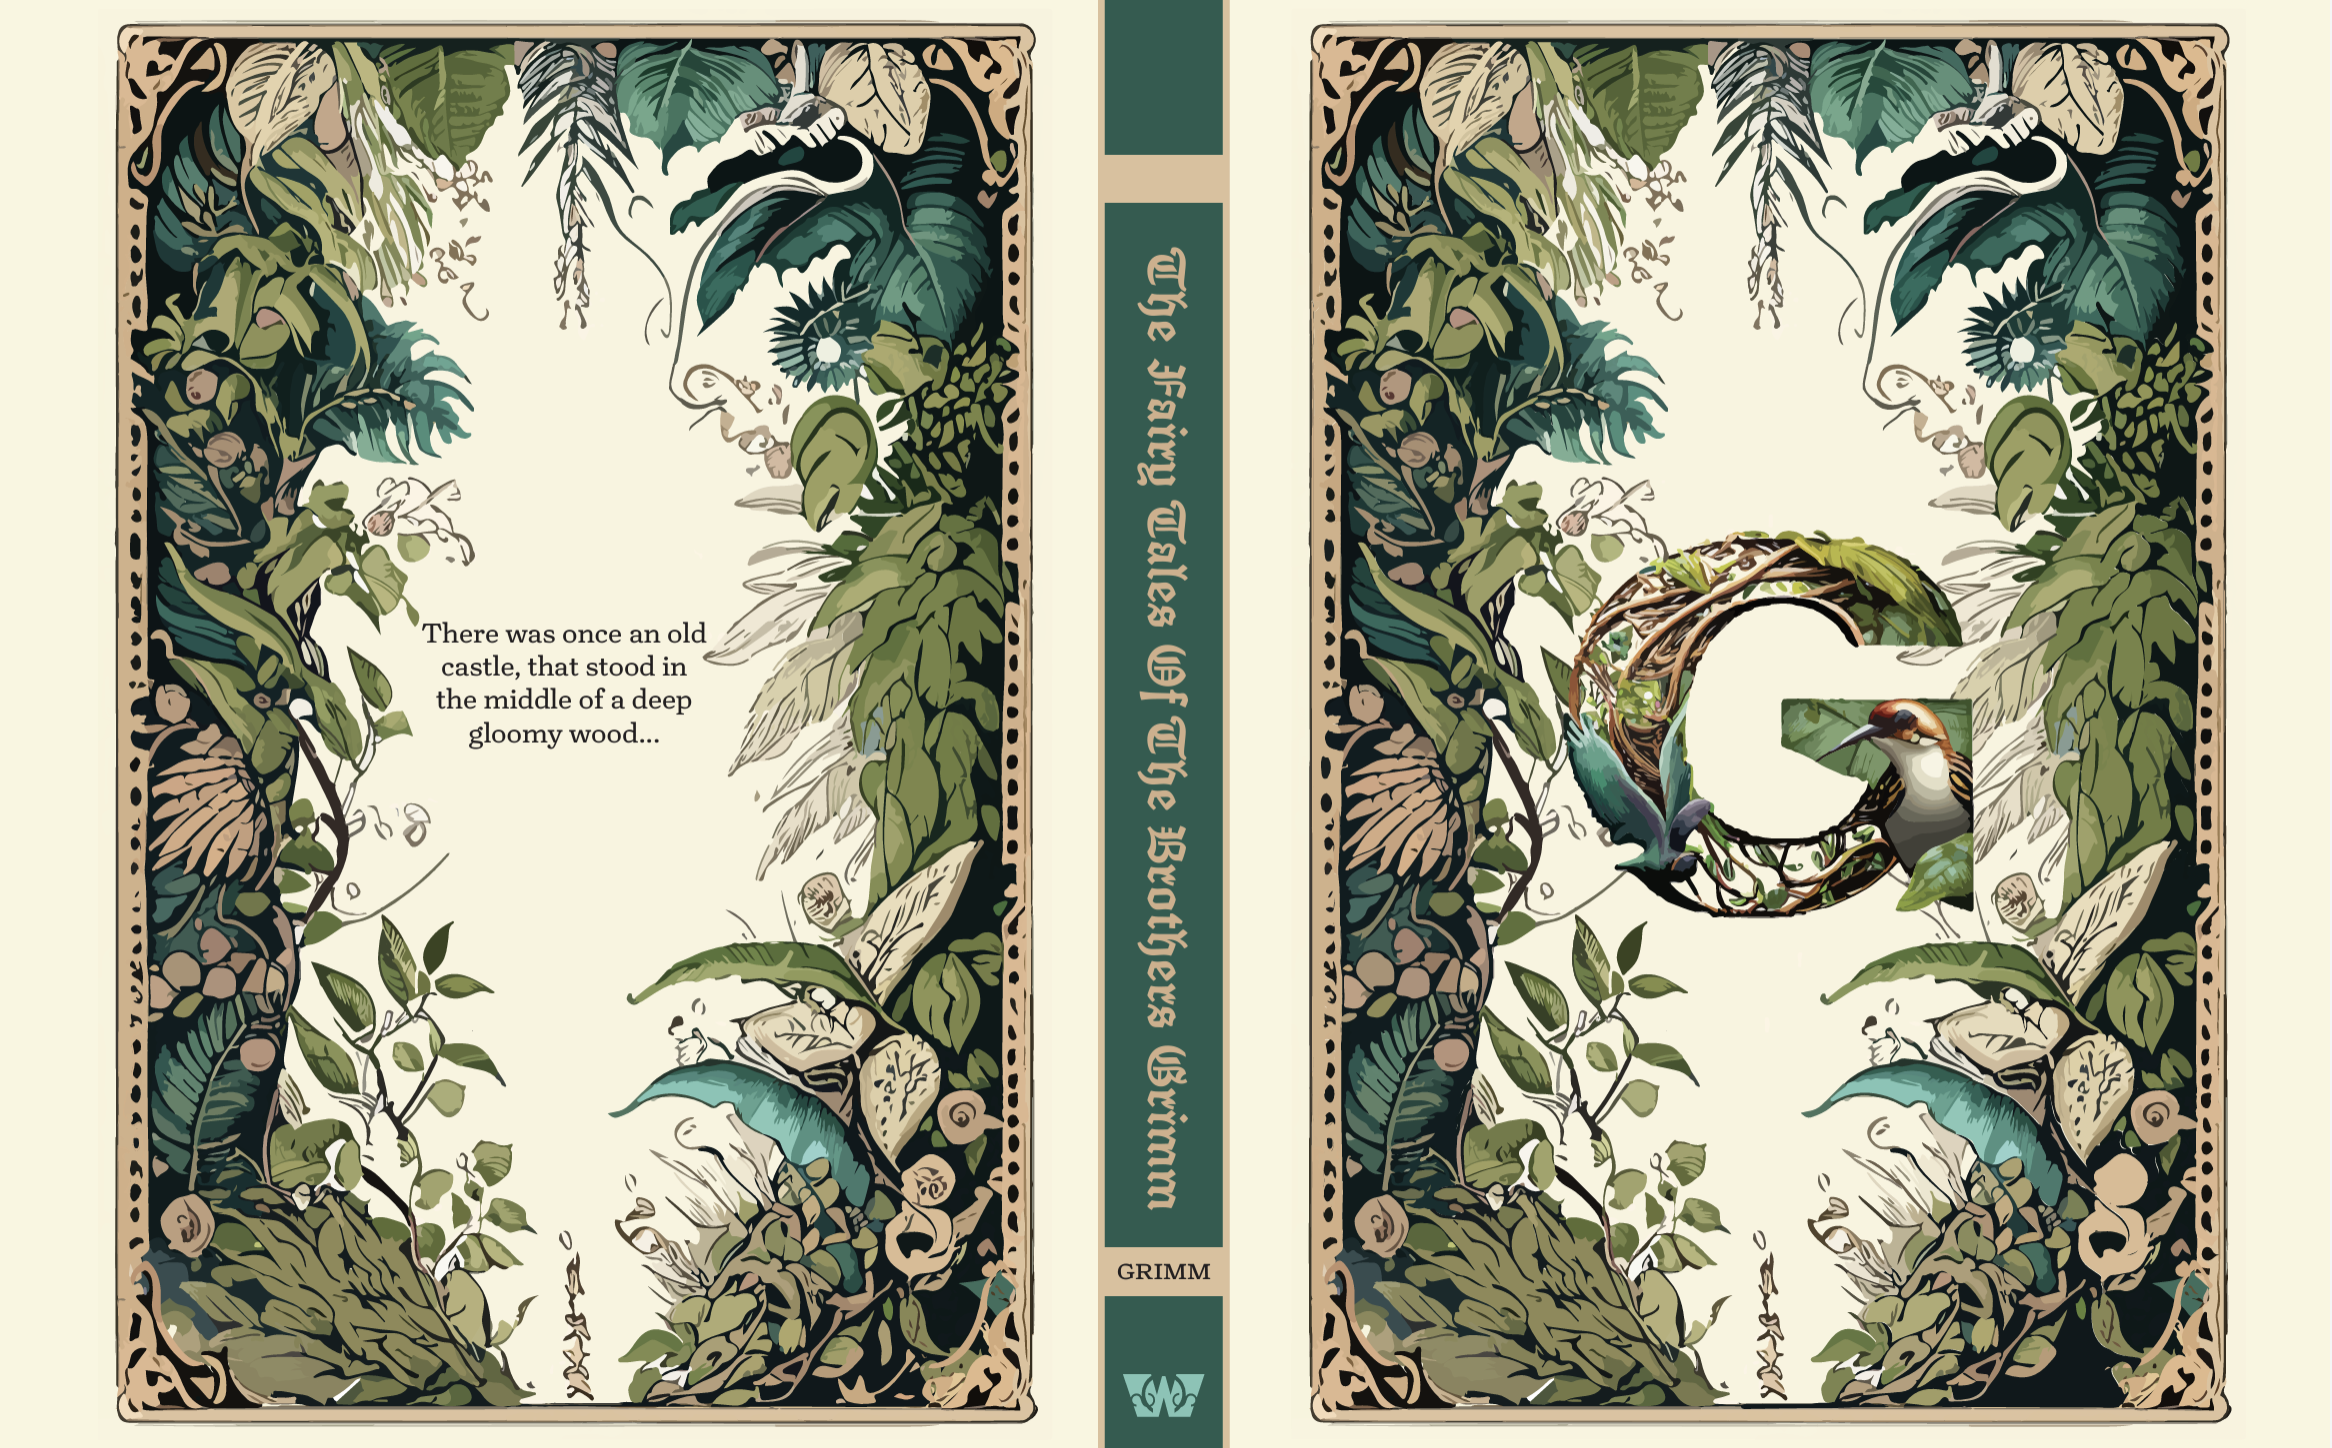 There was once an old
castle, that stood in
the middle of a deep
gloomy wood...
The Fairy Tales Of The Brothers Grimm
GRIMM
W
G